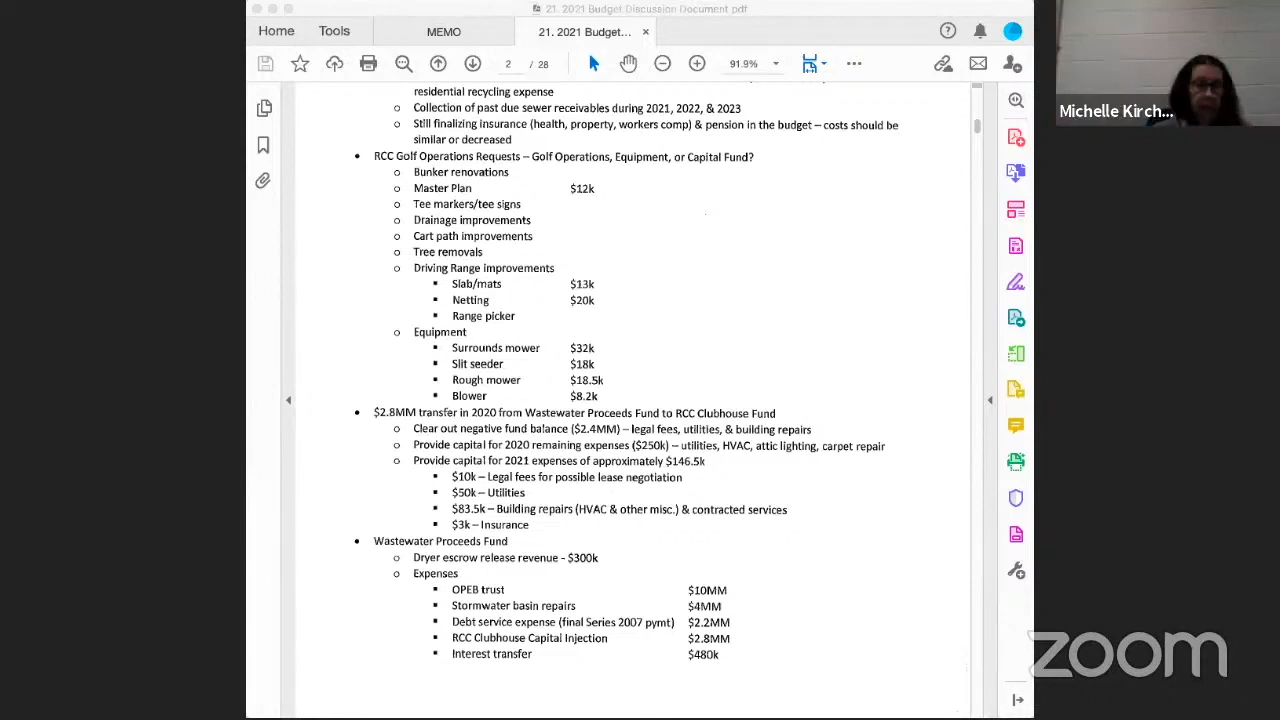 21. 2021 Budget Discussion Document pdf
Home Tools MEMO 21. 2021 Budget... ×
2 / 28 91.9%
Michelle Kirch...
residential recycling expense
o Collection of past due sewer receivables during 2021, 2022, & 2023
o Still finalizing insurance (health, property, workers comp) & pension in the budget – costs should be
similar or decreased
• RCC Golf Operations Requests – Golf Operations, Equipment, or Capital Fund?
o Bunker renovations
o Master Plan $12k
o Tee markers/tee signs
o Drainage improvements
o Cart path improvements
o Tree removals
o Driving Range improvements
▪ Slab/mats $13k
▪ Netting $20k
▪ Range picker
o Equipment
▪ Surrounds mower $32k
▪ Slit seeder $18k
▪ Rough mower $18.5k
▪ Blower $8.2k
• $2.8MM transfer in 2020 from Wastewater Proceeds Fund to RCC Clubhouse Fund
o Clear out negative fund balance ($2.4MM) – legal fees, utilities, & building repairs
o Provide capital for 2020 remaining expenses ($250k) – utilities, HVAC, attic lighting, carpet repair
o Provide capital for 2021 expenses of approximately $146.5k
▪ $10k – Legal fees for possible lease negotiation
▪ $50k – Utilities
▪ $83.5k – Building repairs (HVAC & other misc.) & contracted services
▪ $3k – Insurance
• Wastewater Proceeds Fund
o Dryer escrow release revenue - $300k
o Expenses
▪ OPEB trust $10MM
▪ Stormwater basin repairs $4MM
▪ Debt service expense (final Series 2007 pymt) $2.2MM
▪ RCC Clubhouse Capital Injection $2.8MM
▪ Interest transfer $480k
zoom